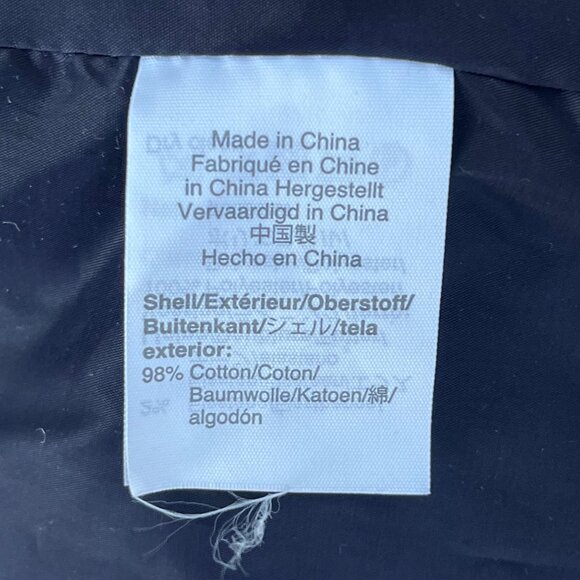 Made in China
Fabriqué en Chine
in China Hergestellt
Vervaardigd in China
中国製
Hecho en China
Shell/Extérieur/Oberstoff/
Buitenkant/シェル/tela
exterior:
98% Cotton/Coton/
Baumwolle/Katoen/綿/
algodón